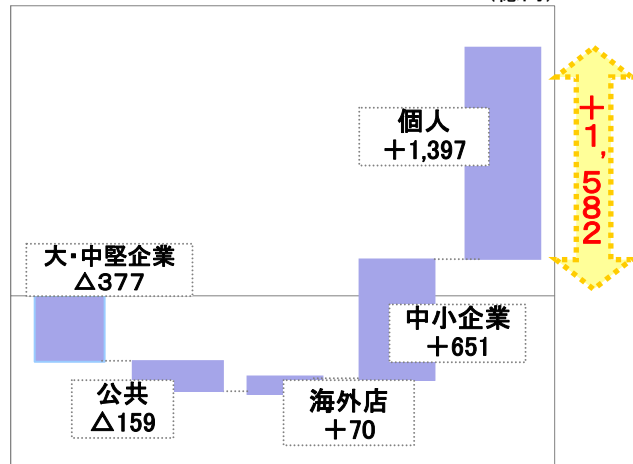 個人
＋1,397
大・中堅企業
△377
中小企業
＋651
公共
△159
海外店
＋70
＋1,582